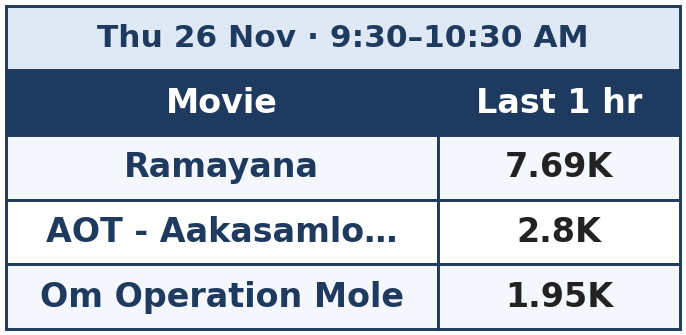 Thu 26 Nov · 9:30–10:30 AM
Movie Last 1 hr
Ramayana 7.69K
AOT - Aakasamlo... 2.8K
Om Operation Mole 1.95K